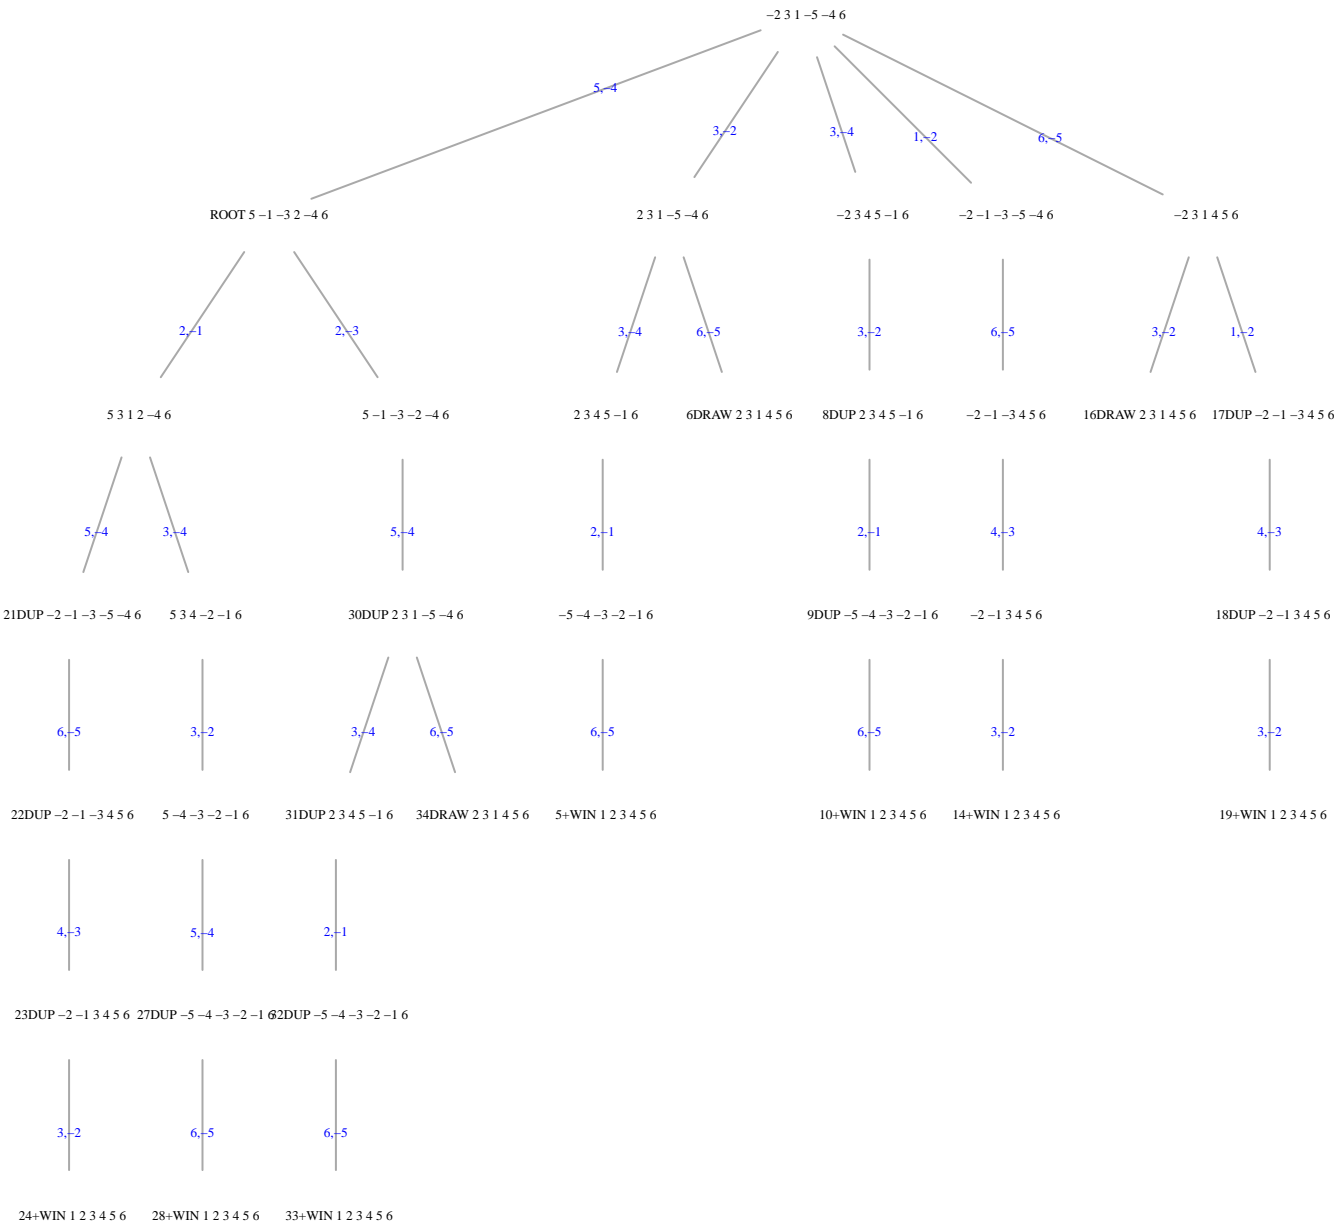 −2 3 1 −5 −4 6
5,−4
3,−2
3,−4
1,−2
6,−5
ROOT 5 −1 −3 2 −4 6
2 3 1 −5 −4 6
−2 3 4 5 −1 6
−2 −1 −3 −5 −4 6
−2 3 1 4 5 6
2,−1
2,−3
3,−4
6,−5
3,−2
6,−5
3,−2
1,−2
5 3 1 2 −4 6
5 −1 −3 −2 −4 6
2 3 4 5 −1 6
6DRAW 2 3 1 4 5 6
8DUP 2 3 4 5 −1 6
−2 −1 −3 4 5 6
16DRAW 2 3 1 4 5 6
17DUP −2 −1 −3 4 5 6
5,−4
3,−4
5,−4
2,−1
2,−1
4,−3
4,−3
21DUP −2 −1 −3 −5 −4 6
5 3 4 −2 −1 6
30DUP 2 3 1 −5 −4 6
−5 −4 −3 −2 −1 6
9DUP −5 −4 −3 −2 −1 6
−2 −1 3 4 5 6
18DUP −2 −1 3 4 5 6
6,−5
3,−2
3,−4
6,−5
6,−5
6,−5
3,−2
3,−2
22DUP −2 −1 −3 4 5 6
5 −4 −3 −2 −1 6
31DUP 2 3 4 5 −1 6
34DRAW 2 3 1 4 5 6
5+WIN 1 2 3 4 5 6
10+WIN 1 2 3 4 5 6
14+WIN 1 2 3 4 5 6
19+WIN 1 2 3 4 5 6
4,−3
5,−4
2,−1
23DUP −2 −1 3 4 5 6
27DUP −5 −4 −3 −2 −1 6
32DUP −5 −4 −3 −2 −1 6
3,−2
6,−5
6,−5
24+WIN 1 2 3 4 5 6
28+WIN 1 2 3 4 5 6
33+WIN 1 2 3 4 5 6